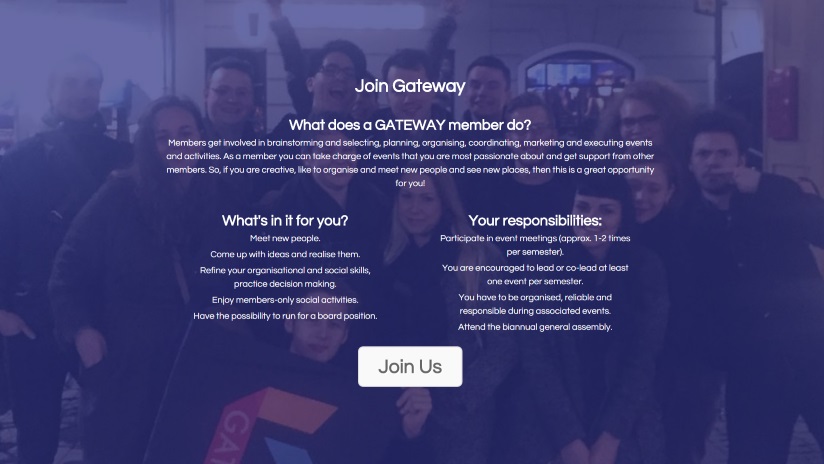 Join Gateway
What does a GATEWAY member do?
Members get involved in brainstorming and selecting, planning, organising, coordinating, marketing and executing events
and activities. As a member you can take charge of events that you are most passionate about and get support from other
members. So, if you are creative, like to organise and meet new people and see new places, then this is a great opportunity
for you!
What's in it for you?
Meet new people.
Come up with ideas and realise them.
Refine your organisational and social skills,
practice decision making.
Enjoy members-only social activities.
Have the possibility to run for a board position.
Your responsibilities:
Participate in event meetings (approx. 1-2 times
per semester).
You are encouraged to lead or co-lead at least
one event per semester.
You have to be organised, reliable and
responsible during associated events.
Attend the biannual general assembly.
Join Us
GAT